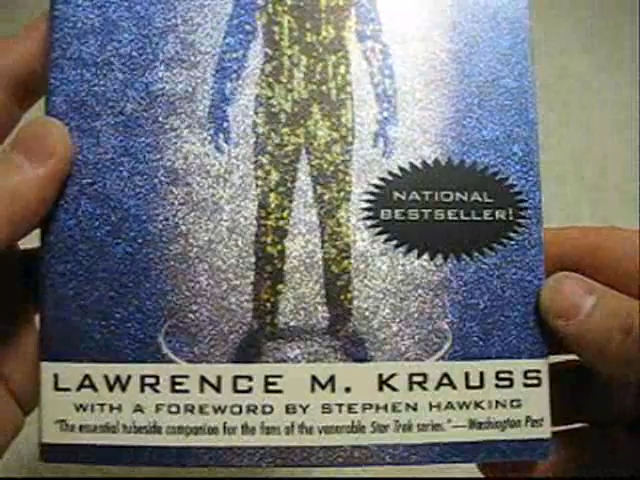 NATIONAL
BESTSELLER!
LAWRENCE M. KRAUSS
WITH A FOREWORD BY STEPHEN HAWKING
"The essential tubeside companion for the fans of the venerable Star Trek series."—Washington Post